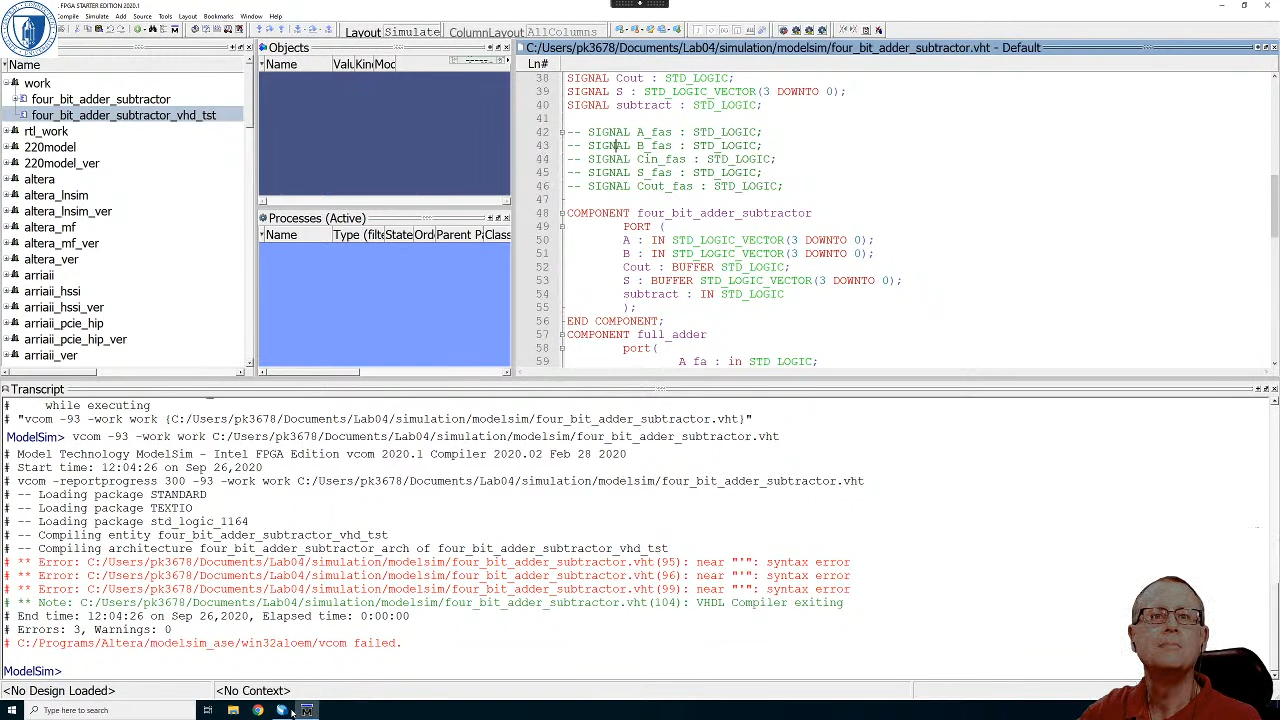 FPGA STARTER EDITION 2020.1
Compile Simulate Add Source Tools Layout Bookmarks Window Help
Layout Simulate ColumnLayout AllColumns
Name
work
four_bit_adder_subtractor
four_bit_adder_subtractor_vhd_tst
rtl_work
220model
220model_ver
altera
altera_lnsim
altera_lnsim_ver
altera_mf
altera_mf_ver
altera_ver
arriaii
arriaii_hssi
arriaii_hssi_ver
arriaii_pcie_hip
arriaii_pcie_hip_ver
arriaii_ver
Objects
Name Valu Kind Mod
Processes (Active)
Name Type (filte State Ord Parent P Class
C:/Users/pk3678/Documents/Lab04/simulation/modelsim/four_bit_adder_subtractor.vht - Default
Ln#
38 SIGNAL Cout : STD_LOGIC;
39 SIGNAL S : STD_LOGIC_VECTOR(3 DOWNTO 0);
40 SIGNAL subtract : STD_LOGIC;
41
42 -- SIGNAL A_fas : STD_LOGIC;
43 -- SIGNAL B_fas : STD_LOGIC;
44 -- SIGNAL Cin_fas : STD_LOGIC;
45 -- SIGNAL S_fas : STD_LOGIC;
46 -- SIGNAL Cout_fas : STD_LOGIC;
47
48 COMPONENT four_bit_adder_subtractor
49 PORT (
50 A : IN STD_LOGIC_VECTOR(3 DOWNTO 0);
51 B : IN STD_LOGIC_VECTOR(3 DOWNTO 0);
52 Cout : BUFFER STD_LOGIC;
53 S : BUFFER STD_LOGIC_VECTOR(3 DOWNTO 0);
54 subtract : IN STD_LOGIC
55 );
56 END COMPONENT;
57 COMPONENT full_adder
58 port(
59 A_fa : in STD_LOGIC;
Transcript
# while executing
# "vcom -93 -work work {C:/Users/pk3678/Documents/Lab04/simulation/modelsim/four_bit_adder_subtractor.vht}"
ModelSim> vcom -93 -work work C:/Users/pk3678/Documents/Lab04/simulation/modelsim/four_bit_adder_subtractor.vht
# Model Technology ModelSim - Intel FPGA Edition vcom 2020.1 Compiler 2020.02 Feb 28 2020
# Start time: 12:04:26 on Sep 26,2020
# vcom -reportprogress 300 -93 -work work C:/Users/pk3678/Documents/Lab04/simulation/modelsim/four_bit_adder_subtractor.vht
# -- Loading package STANDARD
# -- Loading package TEXTIO
# -- Loading package std_logic_1164
# -- Compiling entity four_bit_adder_subtractor_vhd_tst
# -- Compiling architecture four_bit_adder_subtractor_arch of four_bit_adder_subtractor_vhd_tst
# ** Error: C:/Users/pk3678/Documents/Lab04/simulation/modelsim/four_bit_adder_subtractor.vht(95): near "'": syntax error
# ** Error: C:/Users/pk3678/Documents/Lab04/simulation/modelsim/four_bit_adder_subtractor.vht(96): near "'": syntax error
# ** Error: C:/Users/pk3678/Documents/Lab04/simulation/modelsim/four_bit_adder_subtractor.vht(99): near "'": syntax error
# ** Note: C:/Users/pk3678/Documents/Lab04/simulation/modelsim/four_bit_adder_subtractor.vht(104): VHDL Compiler exiting
# End time: 12:04:26 on Sep 26,2020, Elapsed time: 0:00:00
# Errors: 3, Warnings: 0
# C:/Programs/Altera/modelsim_ase/win32aloem/vcom failed.
ModelSim>
<No Design Loaded> <No Context>
Type here to search